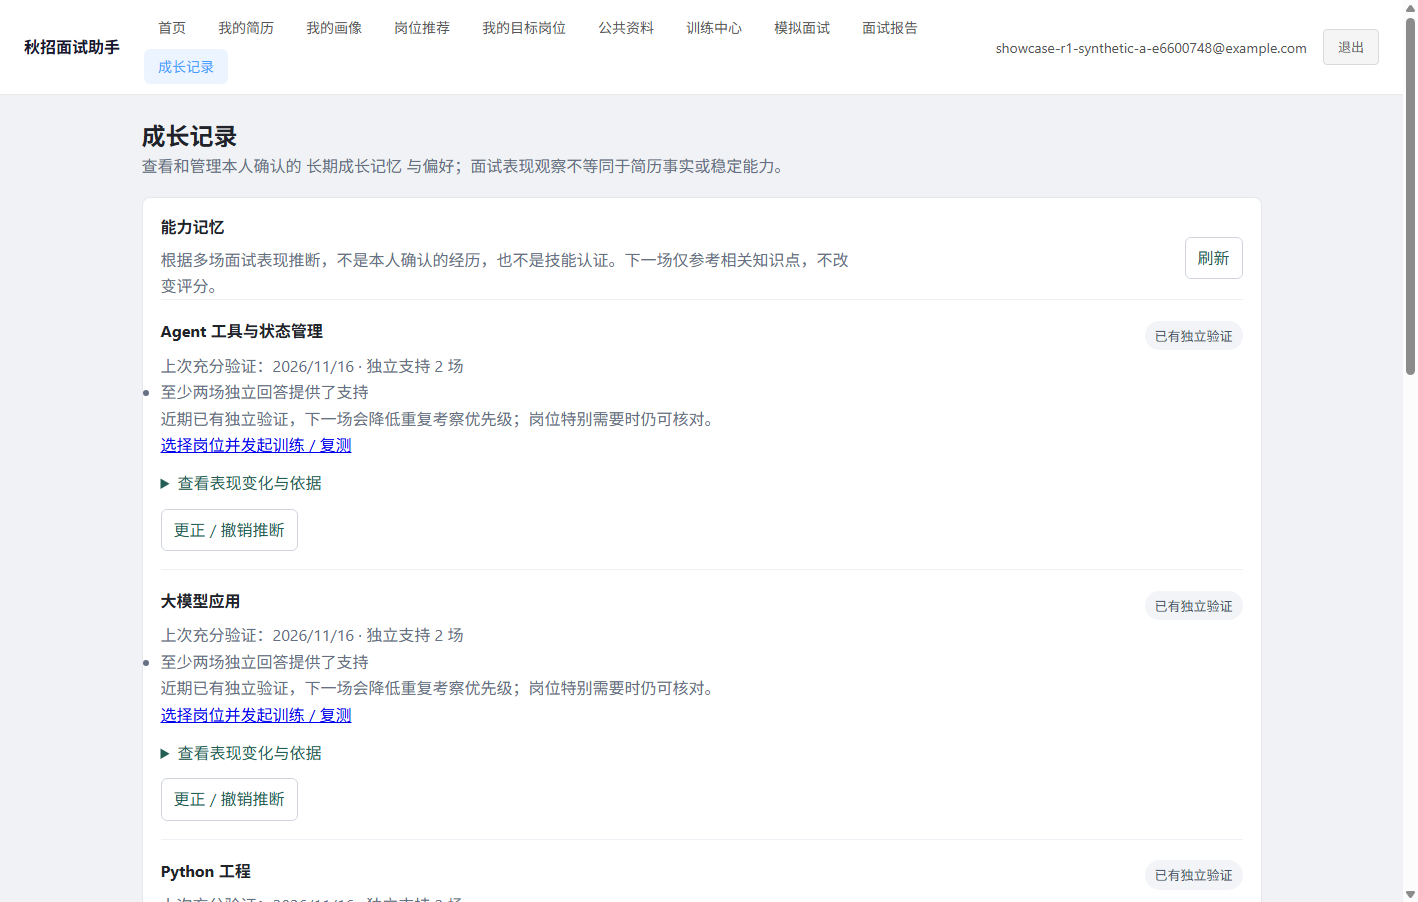 秋招面试助手
首页 我的简历 我的画像 岗位推荐 我的目标岗位 公共资料 训练中心 模拟面试 面试报告
成长记录
showcase-r1-synthetic-a-e6600748@example.com
退出
成长记录
查看和管理本人确认的 长期成长记忆 与偏好；面试表现观察不等同于简历事实或稳定能力。
能力记忆
根据多场面试表现推断，不是本人确认的经历，也不是技能认证。下一场仅参考相关知识点，不改
变评分。
刷新
Agent 工具与状态管理
已有独立验证
上次充分验证：2026/11/16 · 独立支持 2 场
至少两场独立回答提供了支持
近期已有独立验证，下一场会降低重复考察优先级；岗位特别需要时仍可核对。
选择岗位并发起训练 / 复测
查看表现变化与依据
更正 / 撤销推断
大模型应用
已有独立验证
上次充分验证：2026/11/16 · 独立支持 2 场
至少两场独立回答提供了支持
近期已有独立验证，下一场会降低重复考察优先级；岗位特别需要时仍可核对。
选择岗位并发起训练 / 复测
查看表现变化与依据
更正 / 撤销推断
Python 工程
已有独立验证
上次充分验证：2026/11/16 · 独立支持 2 场